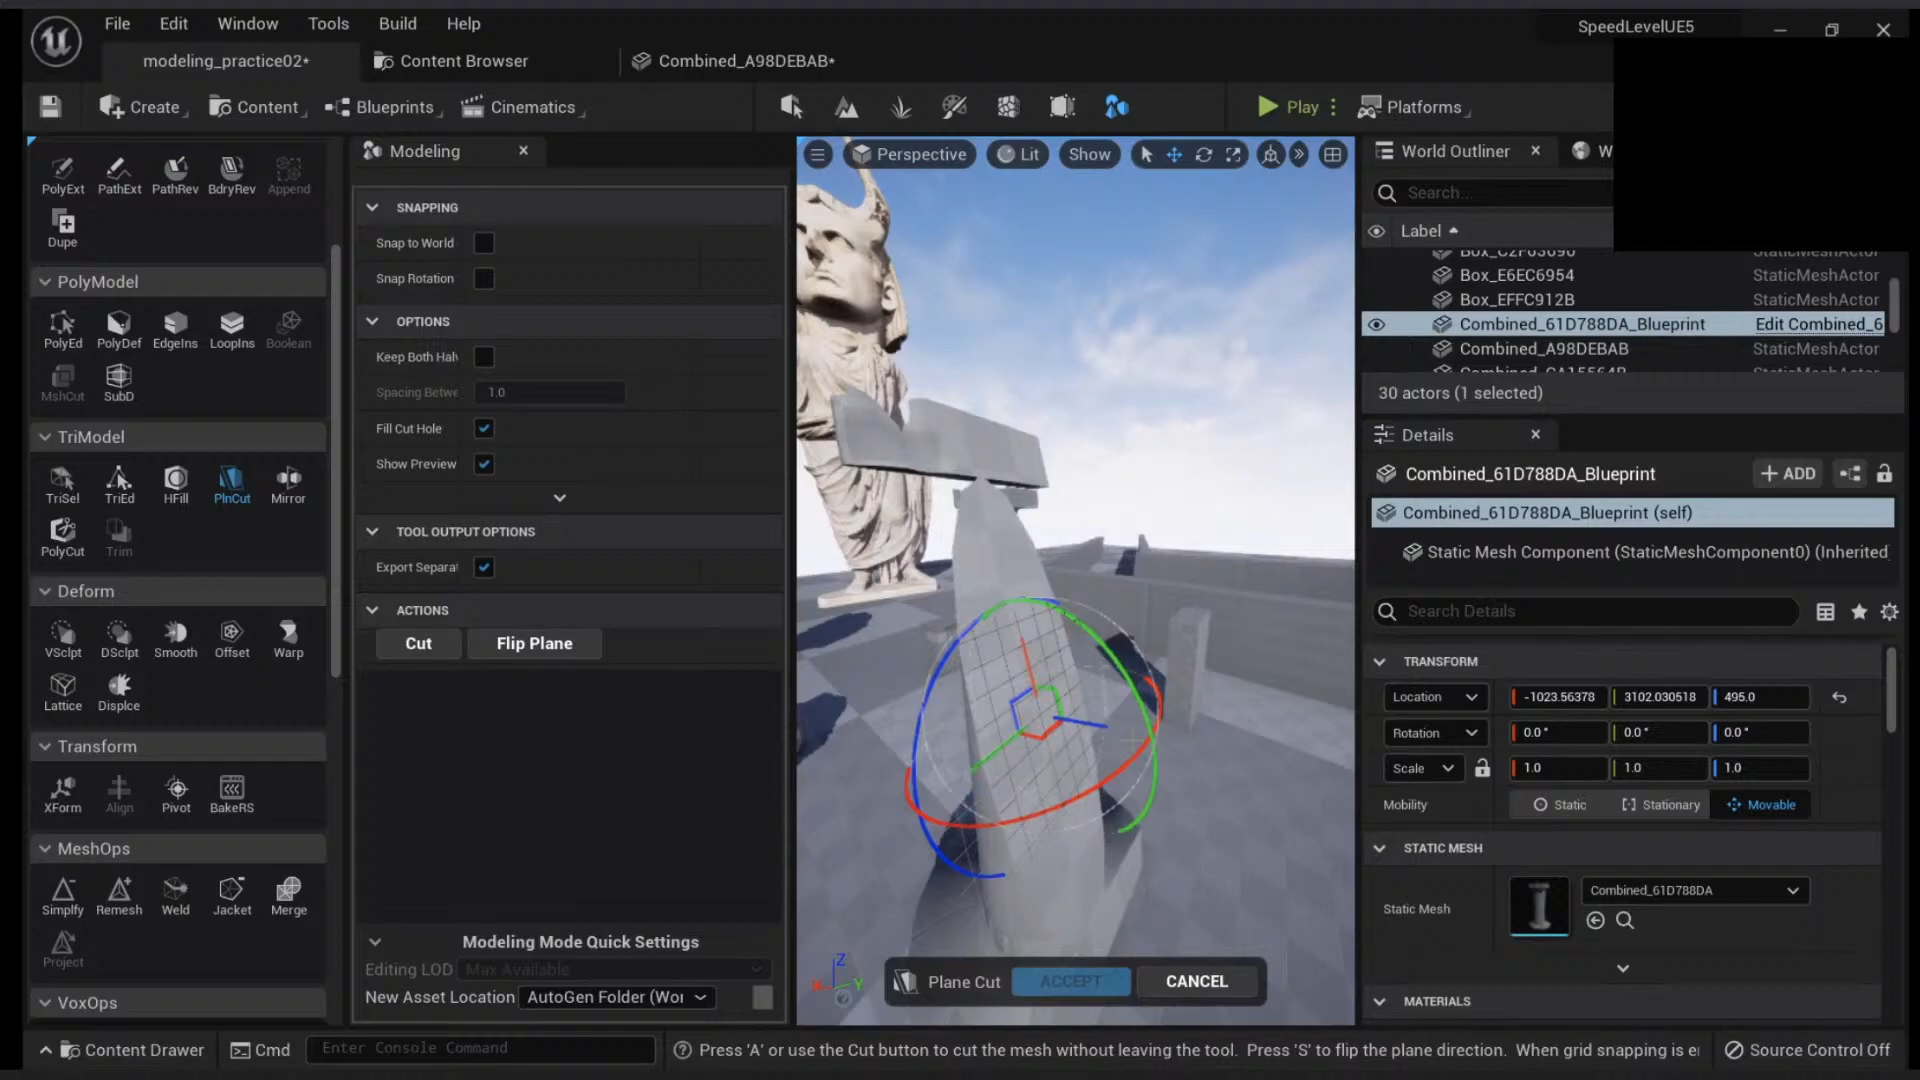 File Edit Window Tools Build Help
SpeedLevelUE5
modeling_practice02*
Content Browser
Combined_A98DEBAB*
Create
Content
Blueprints
Cinematics
Play
Platforms
PolyExt PathExt PathRev BdryRev Append
Dupe
PolyModel
PolyEd PolyDef EdgeIns LoopIns Boolean
MshCut SubD
TriModel
TriSel TriEd HFill PlnCut Mirror
PolyCut Trim
Deform
VSclpt DSclpt Smooth Offset Warp
Lattice Displce
Transform
XForm Align Pivot BakeRS
MeshOps
Simplfy Remesh Weld Jacket Merge
Project
VoxOps
Modeling
SNAPPING
Snap to World
Snap Rotation
OPTIONS
Keep Both Halv
Spacing Betwe 1.0
Fill Cut Hole
Show Preview
TOOL OUTPUT OPTIONS
Export Separat
ACTIONS
Cut Flip Plane
Modeling Mode Quick Settings
Editing LOD Max Available
New Asset Location AutoGen Folder (Wor
Perspective Lit Show
Z
X Y
Plane Cut ACCEPT CANCEL
World Outliner W
Search...
Label
StaticMeshActor
Box_E6EC6954 StaticMeshActor
Box_EFFC912B StaticMeshActor
Combined_61D788DA_Blueprint Edit Combined_6
Combined_A98DEBAB StaticMeshActor
30 actors (1 selected)
Details
Combined_61D788DA_Blueprint + ADD
Combined_61D788DA_Blueprint (self)
Static Mesh Component (StaticMeshComponent0) (Inherited
Search Details
TRANSFORM
Location -1023.56378 3102.030518 495.0
Rotation 0.0 ° 0.0 ° 0.0 °
Scale 1.0 1.0 1.0
Mobility Static Stationary Movable
STATIC MESH
Static Mesh Combined_61D788DA
MATERIALS
Content Drawer Cmd Enter Console Command
Press 'A' or use the Cut button to cut the mesh without leaving the tool. Press 'S' to flip the plane direction. When grid snapping is e
Source Control Off